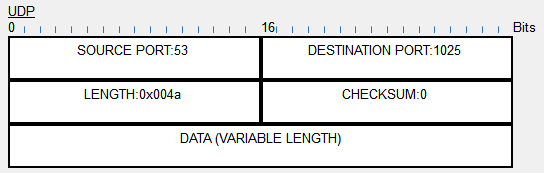 UDP
0 16 Bits
SOURCE PORT:53 DESTINATION PORT:1025
LENGTH:0x004a CHECKSUM:0
DATA (VARIABLE LENGTH)